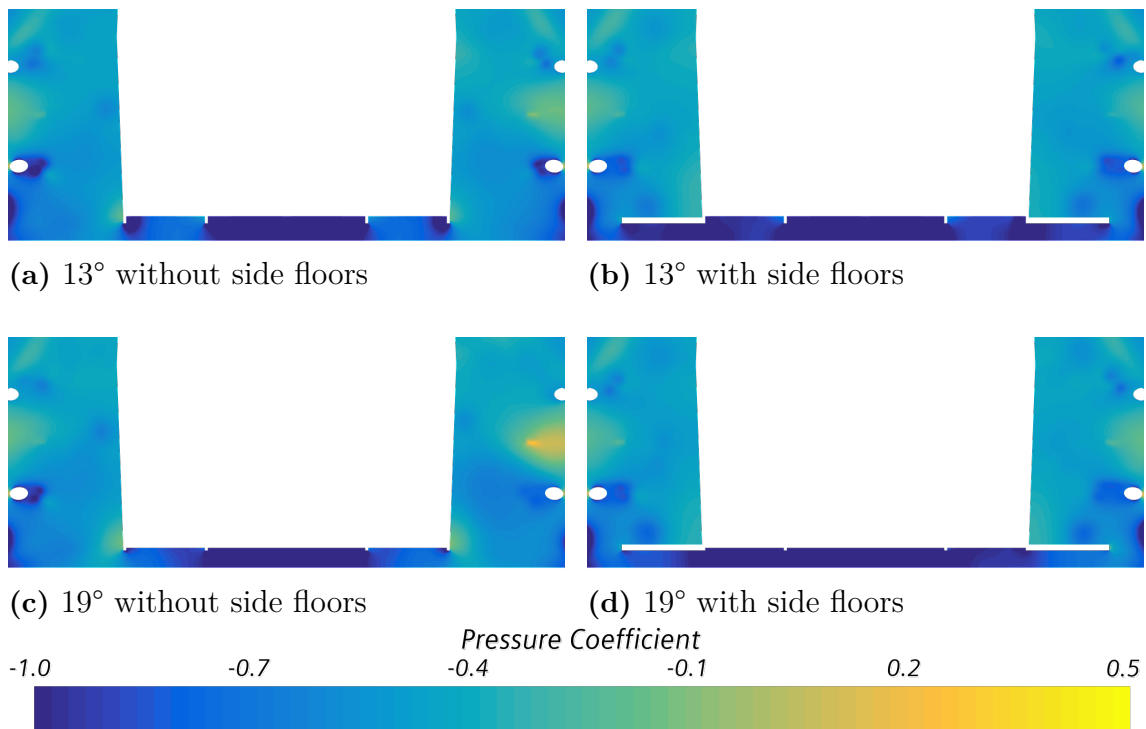 (a) 13° without side floors
(b) 13° with side floors
(c) 19° without side floors
(d) 19° with side floors
Pressure Coefficient
-1.0 -0.7 -0.4 -0.1 0.2 0.5